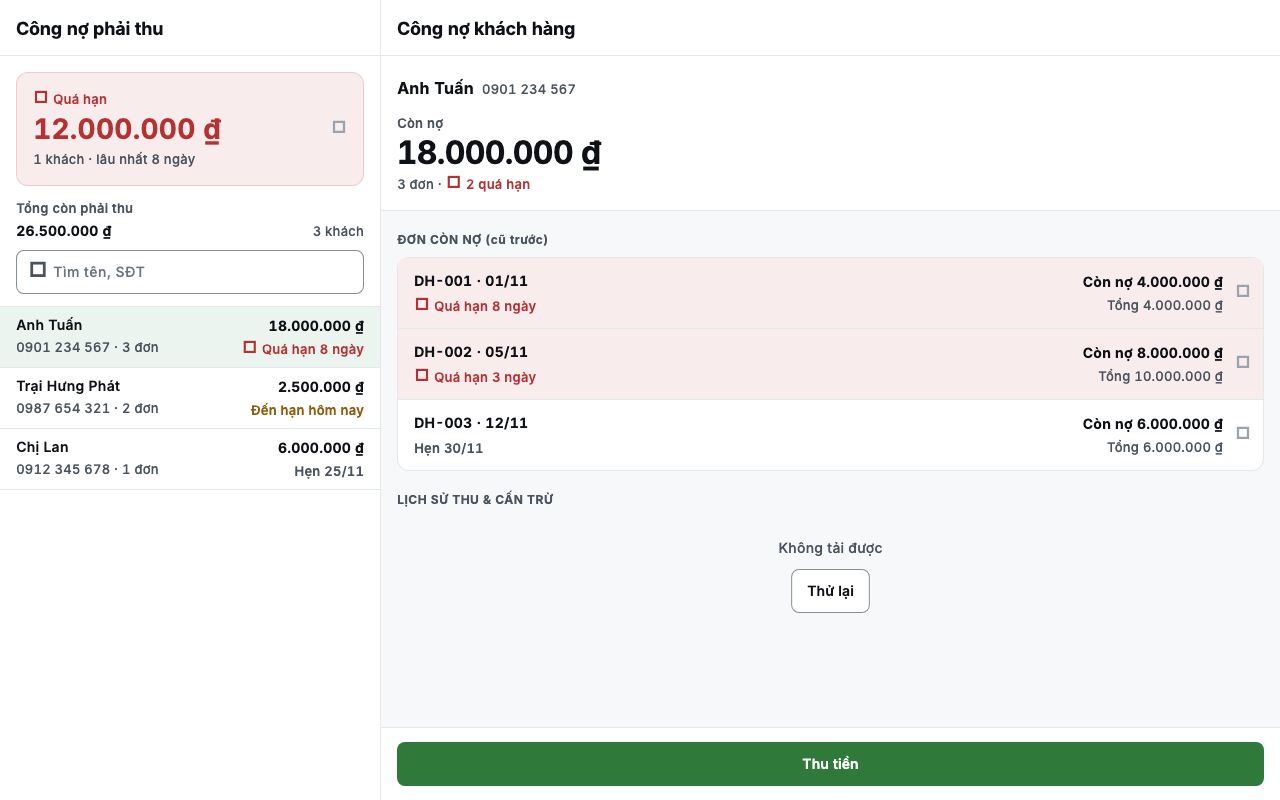 Công nợ phải thu
Quá hạn
12.000.000 ₫
1 khách · lâu nhất 8 ngày
Tổng còn phải thu
26.500.000 ₫ 3 khách
Tìm tên, SĐT
Anh Tuấn 18.000.000 ₫
0901 234 567 · 3 đơn Quá hạn 8 ngày
Trại Hưng Phát 2.500.000 ₫
0987 654 321 · 2 đơn Đến hạn hôm nay
Chị Lan 6.000.000 ₫
0912 345 678 · 1 đơn Hẹn 25/11
Công nợ khách hàng
Anh Tuấn 0901 234 567
Còn nợ
18.000.000 ₫
3 đơn · 2 quá hạn
ĐƠN CÒN NỢ (cũ trước)
DH-001 · 01/11 Còn nợ 4.000.000 ₫
Quá hạn 8 ngày Tổng 4.000.000 ₫
DH-002 · 05/11 Còn nợ 8.000.000 ₫
Quá hạn 3 ngày Tổng 10.000.000 ₫
DH-003 · 12/11 Còn nợ 6.000.000 ₫
Hẹn 30/11 Tổng 6.000.000 ₫
LỊCH SỬ THU & CẤN TRỪ
Không tải được
Thử lại
Thu tiền